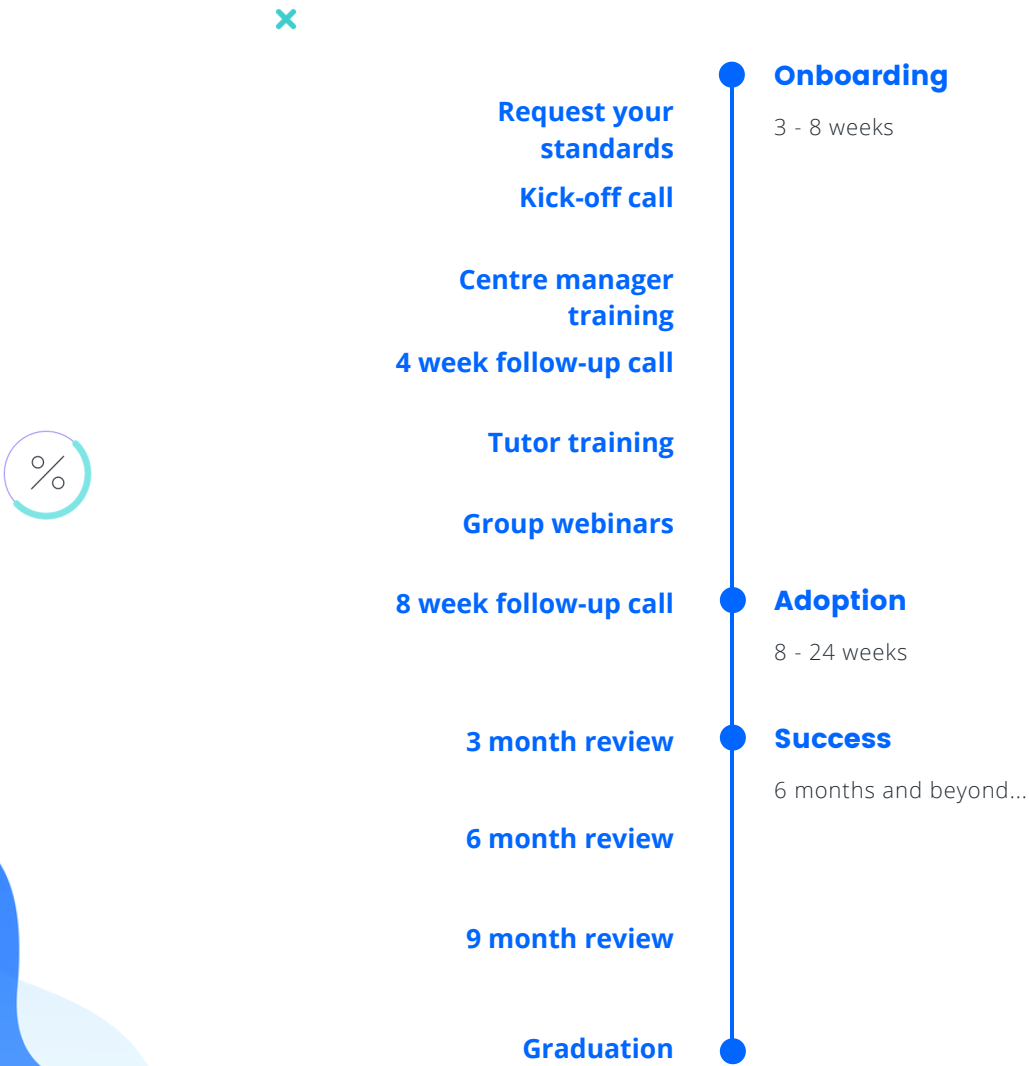 Onboarding
3 - 8 weeks
Request your
standards
Kick-off call
Centre manager
training
4 week follow-up call
Tutor training
Group webinars
8 week follow-up call
Adoption
8 - 24 weeks
3 month review
Success
6 months and beyond...
6 month review
9 month review
Graduation
%